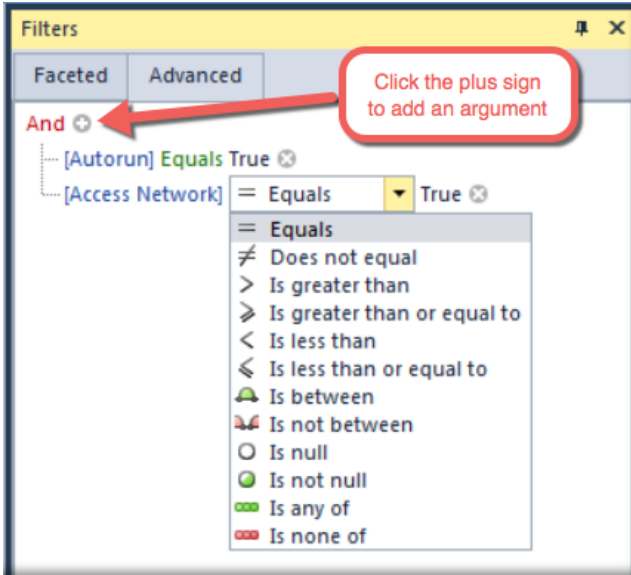 Filters
Faceted
Advanced
Click the plus sign
to add an argument
And
[Autorun] Equals True
[Access Network] = Equals True
= Equals
≠ Does not equal
> Is greater than
⩾ Is greater than or equal to
< Is less than
⩽ Is less than or equal to
Is between
Is not between
Is null
Is not null
Is any of
Is none of